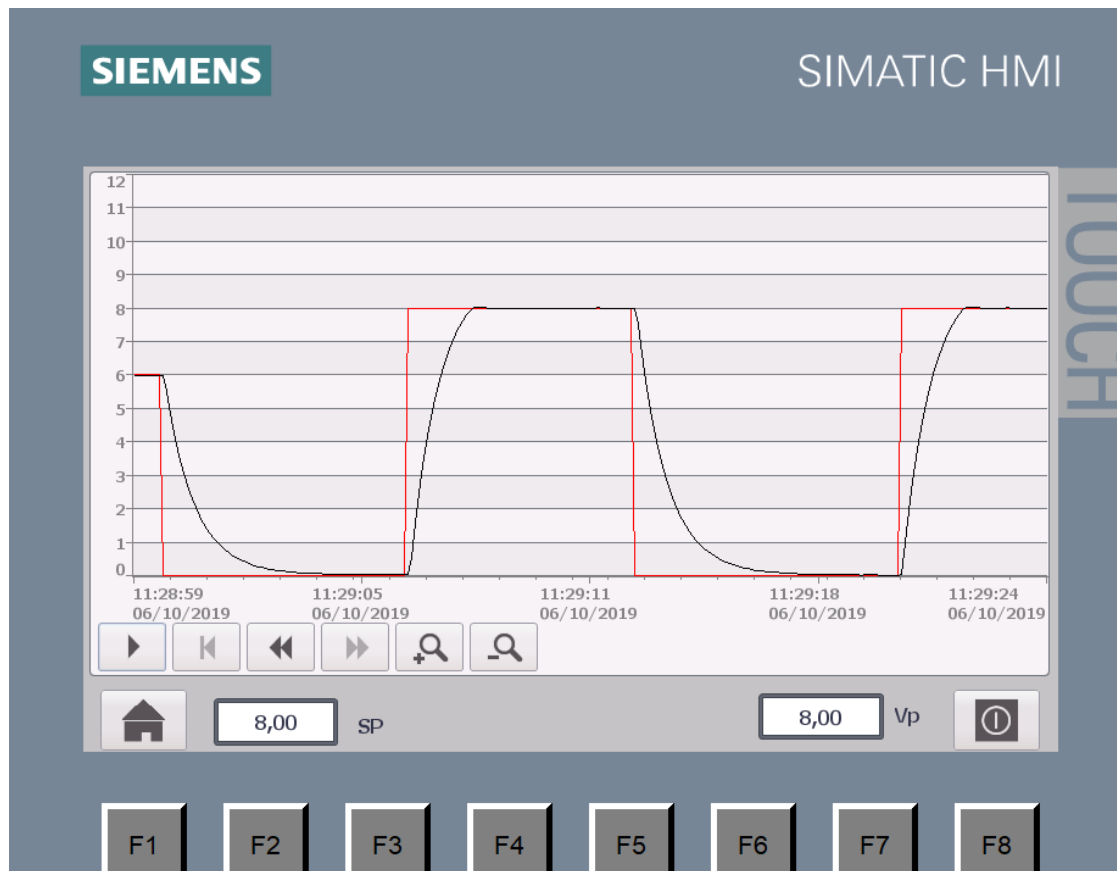 SIEMENS
SIMATIC HMI
TOUCH
12
11
10
9
8
7
6
5
4
3
2
1
0
11:28:59 11:29:05 11:29:11 11:29:18 11:29:24
06/10/2019 06/10/2019 06/10/2019 06/10/2019 06/10/2019
8,00 SP 8,00 Vp
F1 F2 F3 F4 F5 F6 F7 F8